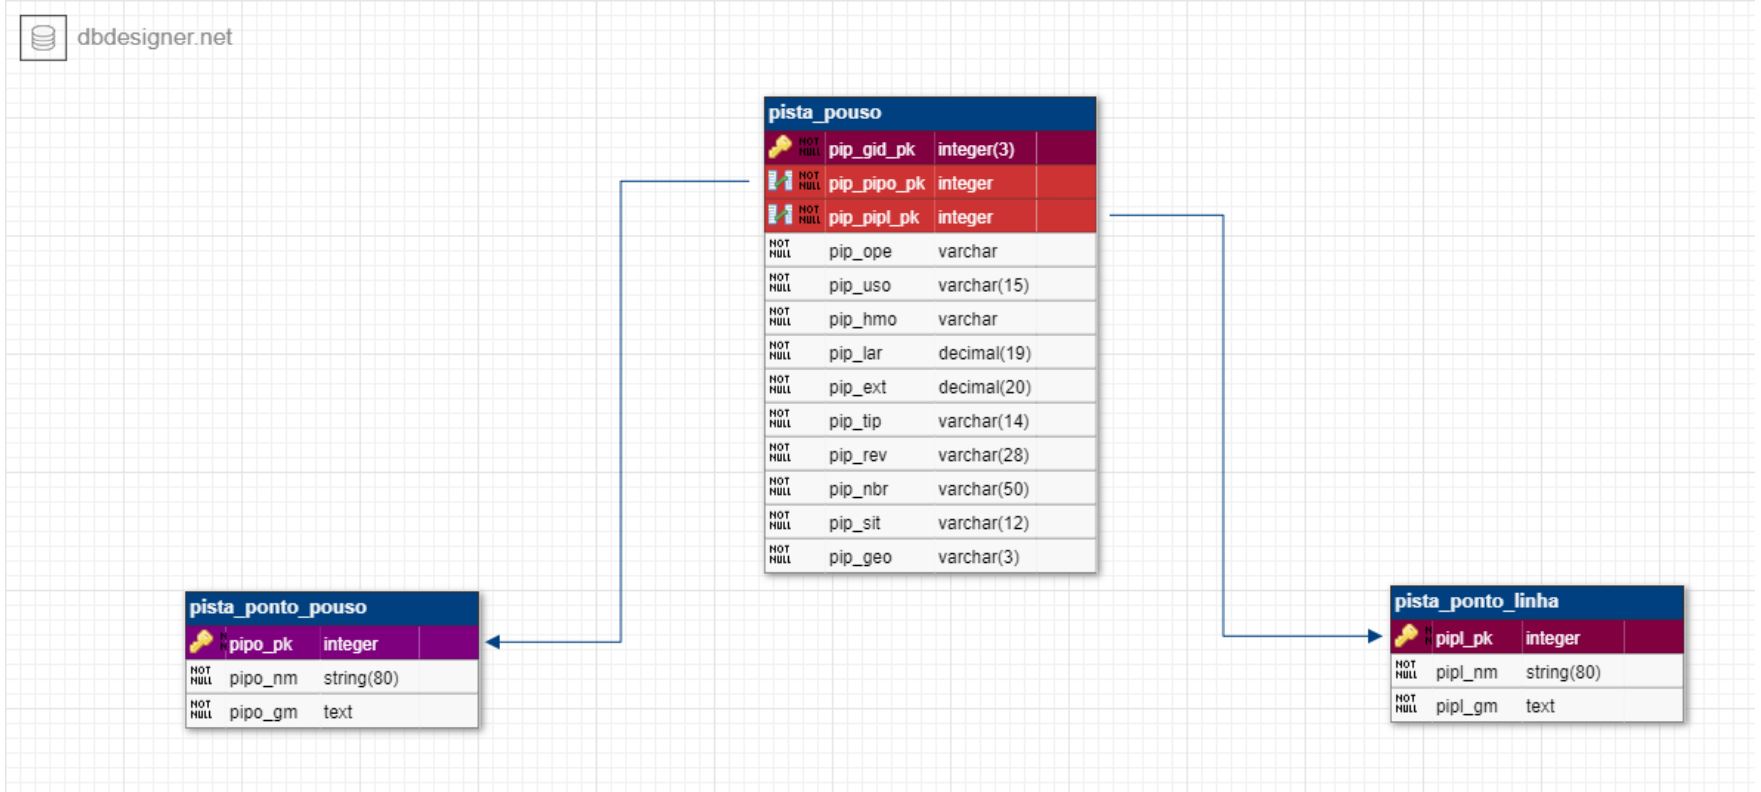 dbdesigner.net
pista_pouso
NOT NULL pip_gid_pk integer(3)
NOT NULL pip_pipo_pk integer
NOT NULL pip_pipl_pk integer
NOT NULL pip_ope varchar
NOT NULL pip_uso varchar(15)
NOT NULL pip_hmo varchar
NOT NULL pip_lar decimal(19)
NOT NULL pip_ext decimal(20)
NOT NULL pip_tip varchar(14)
NOT NULL pip_rev varchar(28)
NOT NULL pip_nbr varchar(50)
NOT NULL pip_sit varchar(12)
NOT NULL pip_geo varchar(3)
pista_ponto_pouso
pipo_pk integer
NOT NULL pipo_nm string(80)
NOT NULL pipo_gm text
pista_ponto_linha
pipl_pk integer
NOT NULL pipl_nm string(80)
NOT NULL pipl_gm text